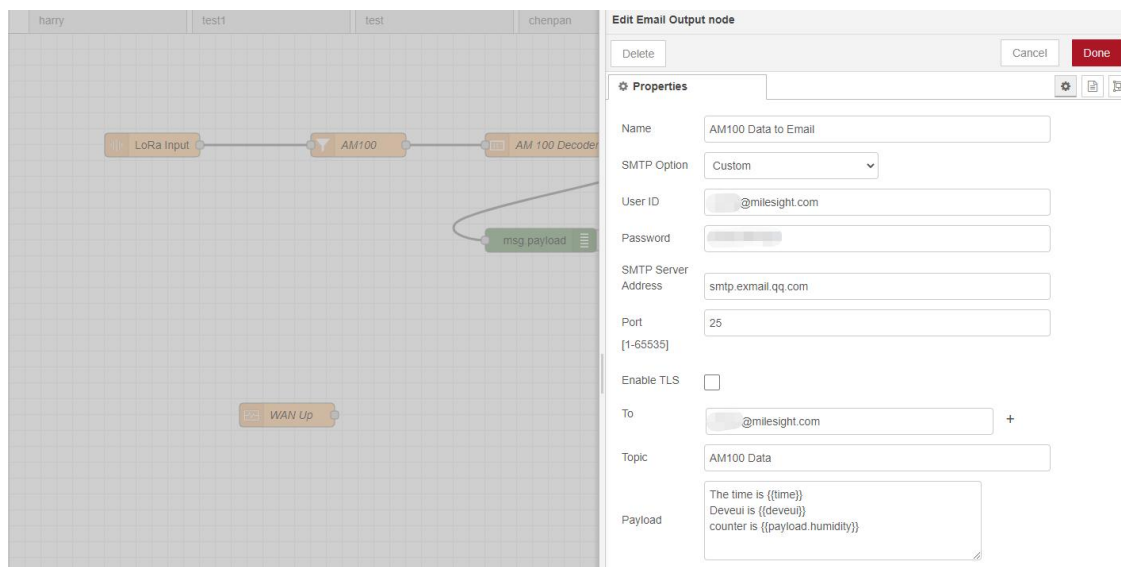 harry
test1
test
chenpan
Edit Email Output node
Delete
Cancel
Done
Properties
LoRa Input
AM100
AM 100 Decoder
msg.payload
WAN Up
Name
AM100 Data to Email
SMTP Option
Custom
User ID
@milesight.com
Password
SMTP Server
Address
smtp.exmail.qq.com
Port
25
[1-65535]
Enable TLS
To
@milesight.com
+
Topic
AM100 Data
Payload
The time is {{time}}
Deveui is {{deveui}}
counter is {{payload.humidity}}